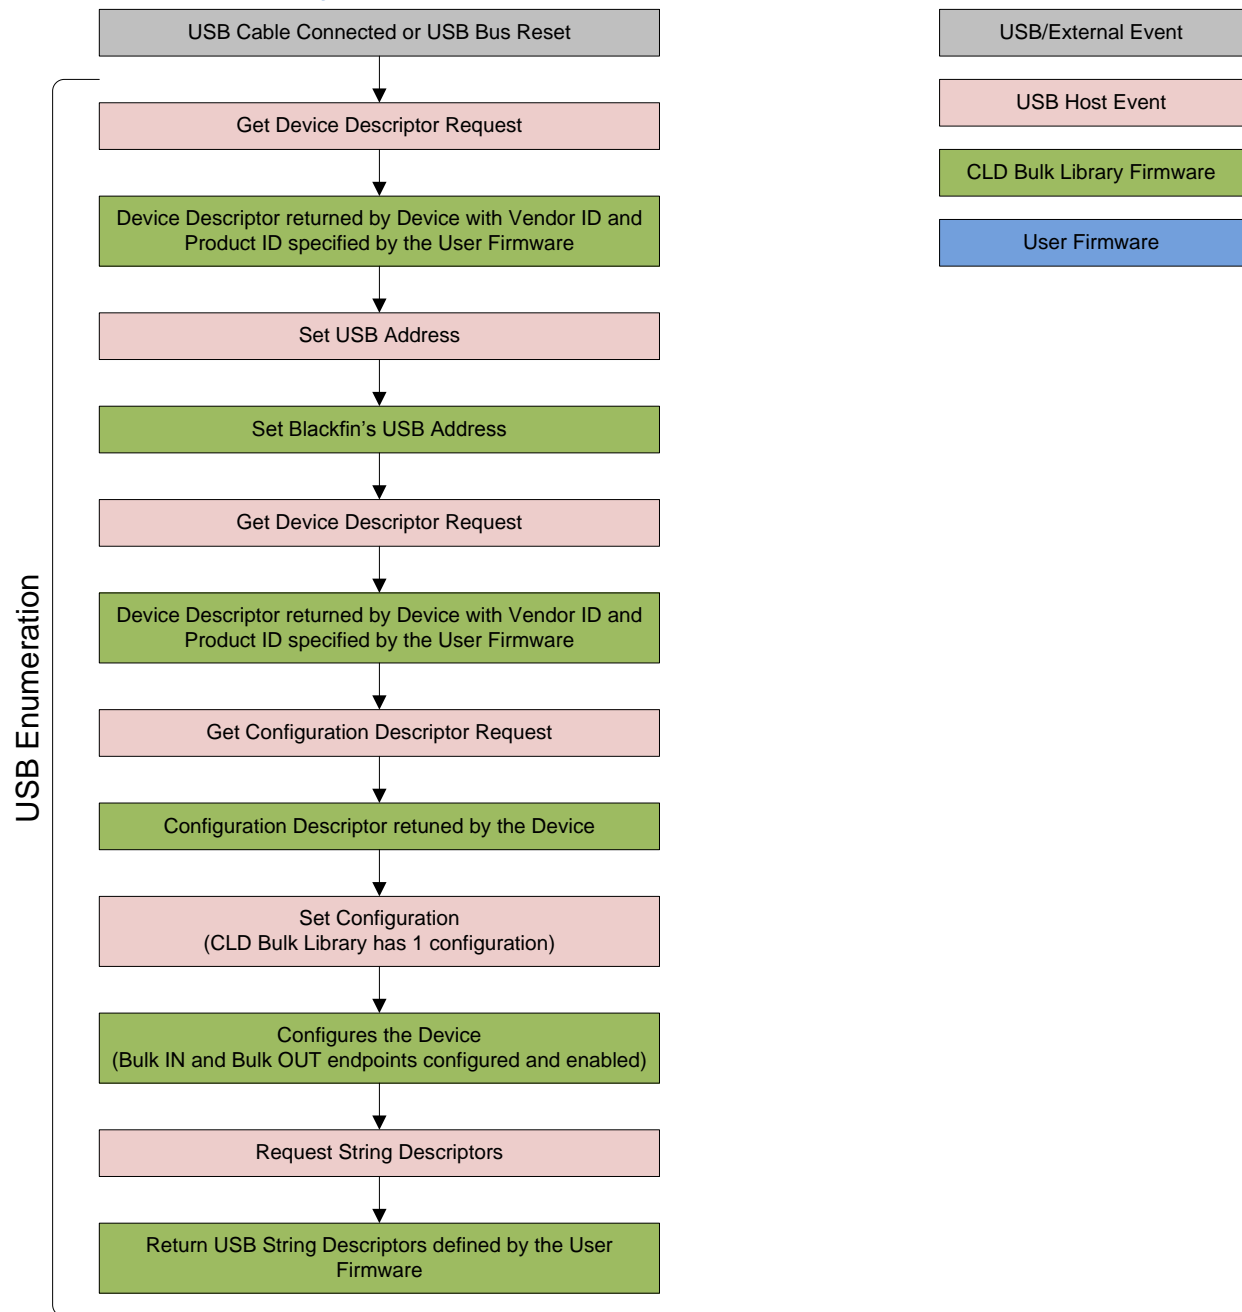 USB Cable Connected or USB Bus Reset
Get Device Descriptor Request
Device Descriptor returned by Device with Vendor ID and
Product ID specified by the User Firmware
Set USB Address
Set Blackfin's USB Address
Get Device Descriptor Request
Device Descriptor returned by Device with Vendor ID and
Product ID specified by the User Firmware
Get Configuration Descriptor Request
Configuration Descriptor retuned by the Device
Set Configuration
(CLD Bulk Library has 1 configuration)
Configures the Device
(Bulk IN and Bulk OUT endpoints configured and enabled)
Request String Descriptors
Return USB String Descriptors defined by the User
Firmware
USB Enumeration
USB/External Event
USB Host Event
CLD Bulk Library Firmware
User Firmware